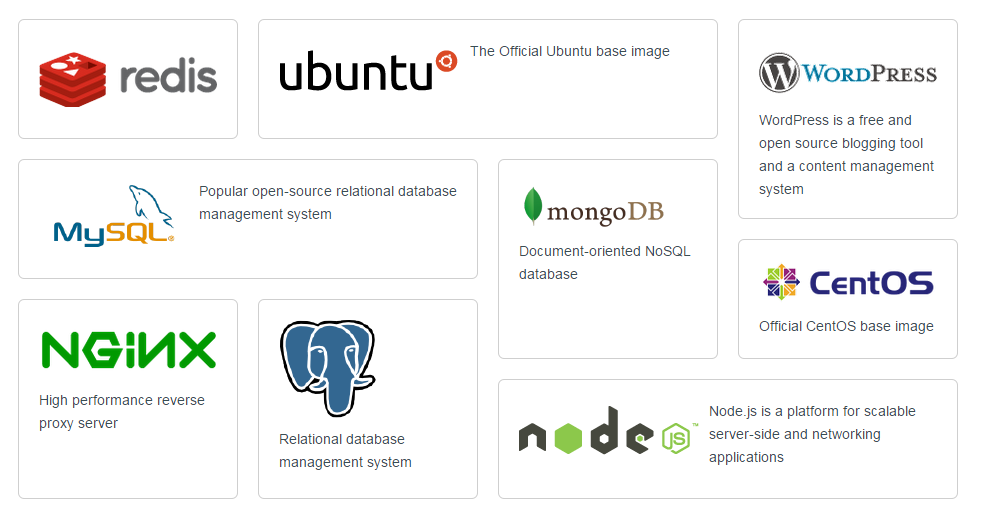 redis
ubuntu
The Official Ubuntu base image
WORDPRESS
WordPress is a free and
open source blogging tool
and a content management
system
MySQL®
Popular open-source relational database
management system
mongoDB
Document-oriented NoSQL
database
CentOS
Official CentOS base image
NGiNX
High performance reverse
proxy server
Relational database
management system
node JS™
Node.js is a platform for scalable
server-side and networking
applications